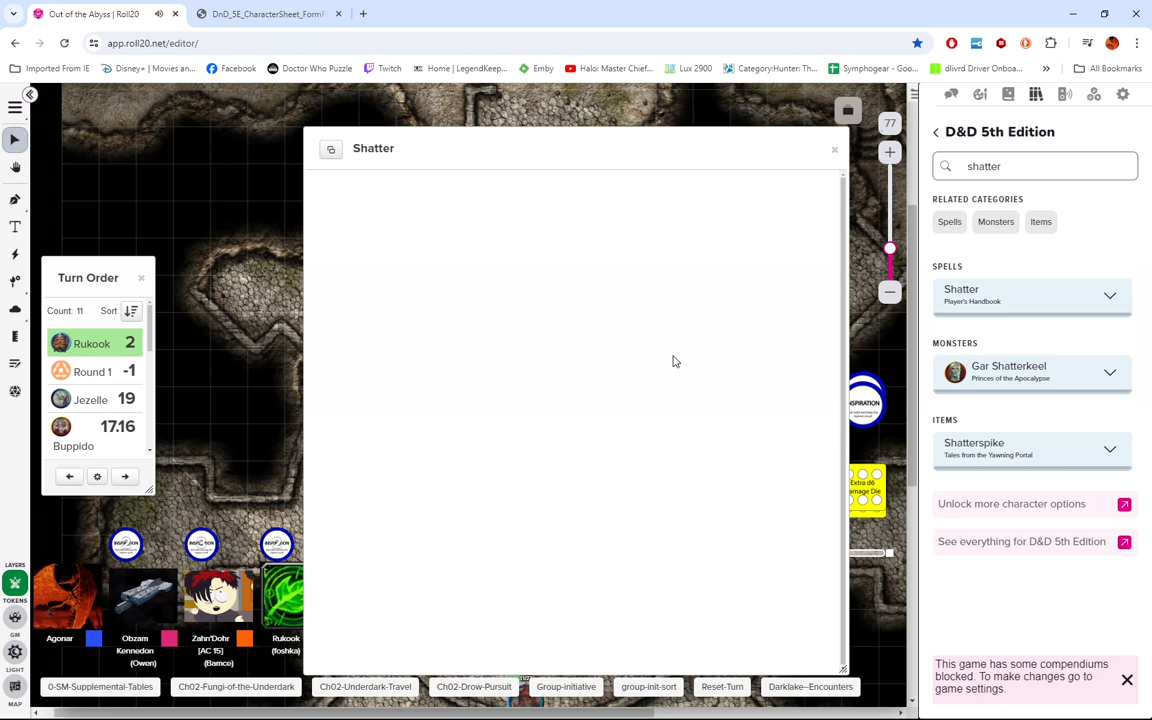 Out of the Abyss | Roll20
DnD_5E_CharacterSheet_FormF
app.roll20.net/editor/
Imported From IE
Disney+ | Movies an...
Facebook
Doctor Who Puzzle
Twitch
Home | LegendKeep...
Emby
Halo: Master Chief...
Lux 2900
Category:Hunter: Th...
Symphogear - Goo...
dlivrd Driver Onboa...
All Bookmarks
Shatter
77
D&D 5th Edition
shatter
RELATED CATEGORIES
Spells
Monsters
Items
SPELLS
Shatter
Player's Handbook
MONSTERS
Gar Shatterkeel
Princes of the Apocalypse
ITEMS
Shatterspike
Tales from the Yawning Portal
Unlock more character options
See everything for D&D 5th Edition
This game has some compendiums
blocked. To make changes go to
game settings.
Turn Order
Count: 11
Sort
Rukook 2
Round 1 -1
Jezelle 19
17.16
Buppido
INSPIRATION
INSPIRATION
INSPIRATION
NSPIRATION
Extra d6
amage Die
LAYERS
TOKENS
GM
LIGHT
MAP
Agonar
Obzam
Kennedon
(Owen)
Zahn'Dohr
[AC 15]
(Bamce)
Rukook
(foshka)
0-SM-Supplemental-Tables
Ch02-Fungi-of-the-Underdark
Ch02-Underdark-Travel
Ch02-Drow-Pursuit
Group-initiative
group-init-sort
Reset-Turn
Darklake--Encounters